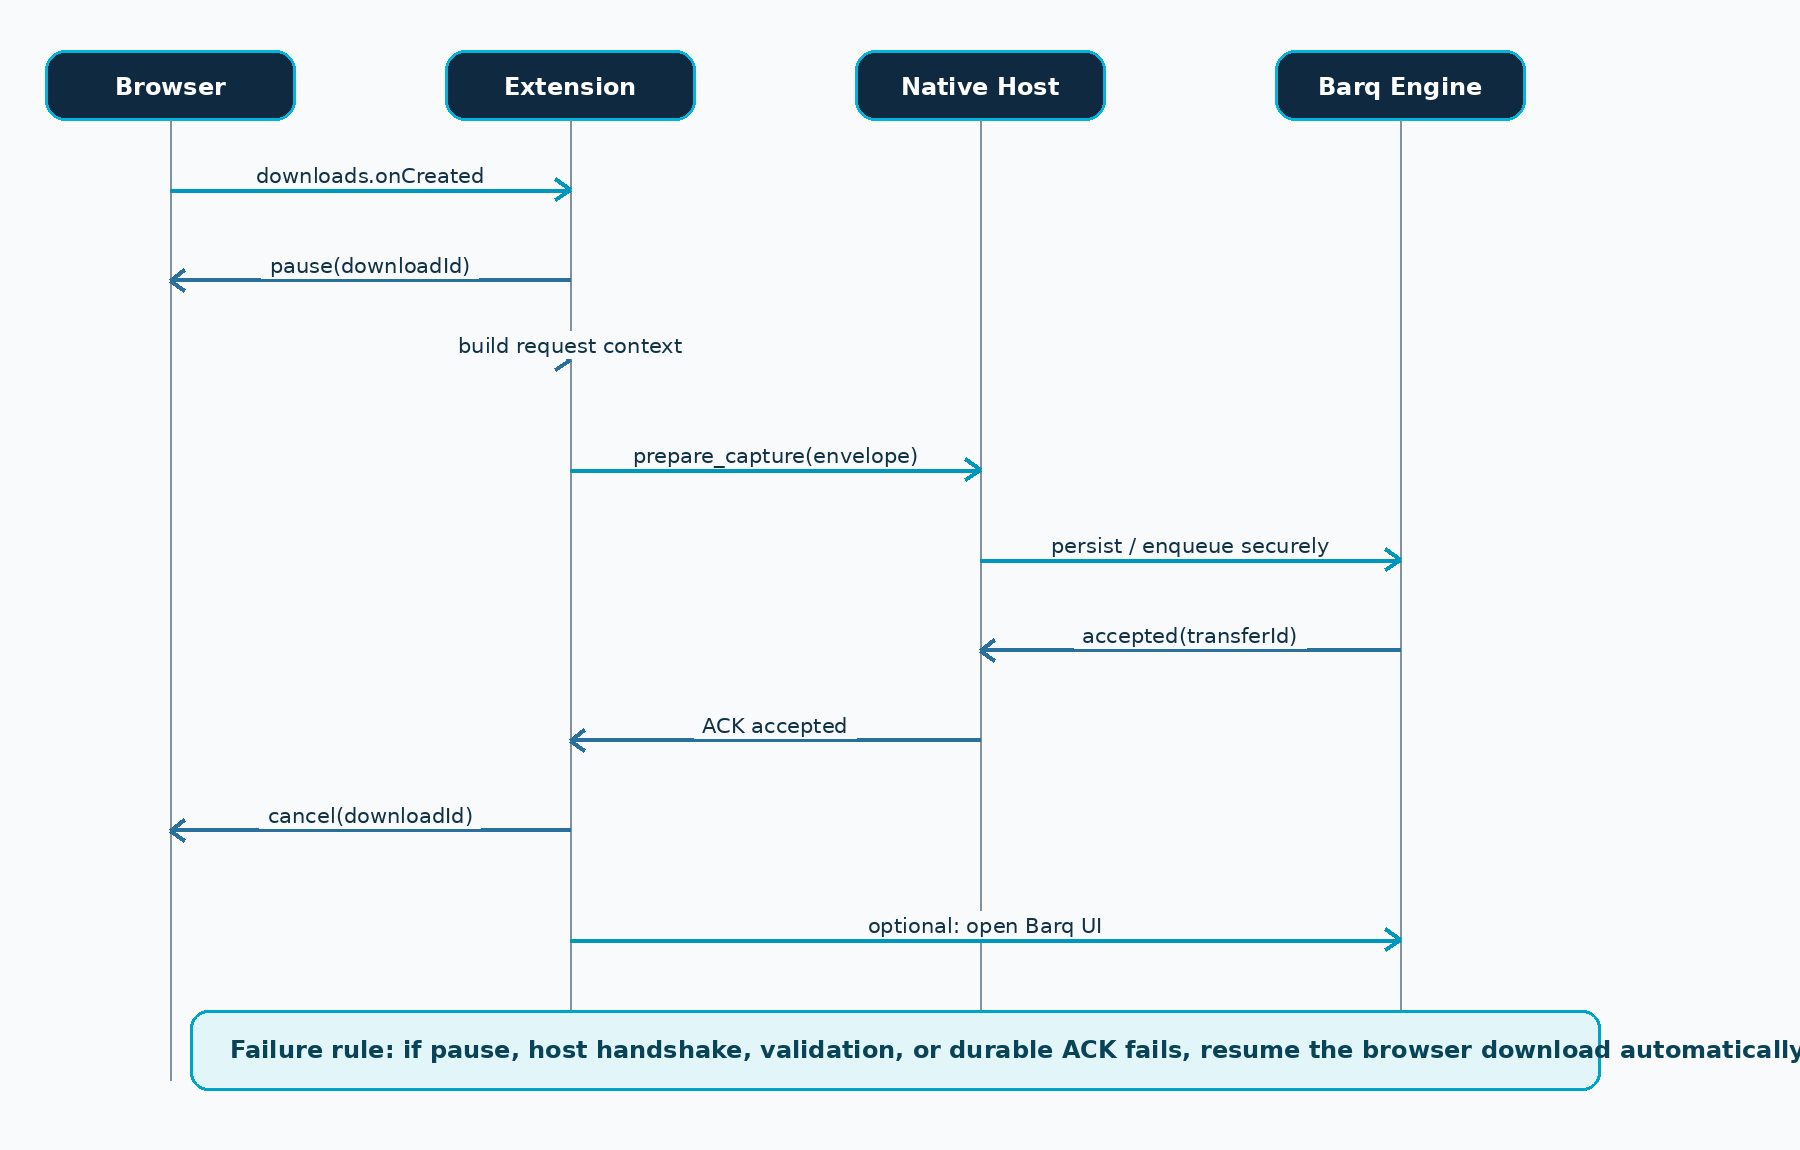 Browser
Extension
Native Host
Barq Engine
downloads.onCreated
pause(downloadId)
build request context
prepare_capture(envelope)
persist / enqueue securely
accepted(transferId)
ACK accepted
cancel(downloadId)
optional: open Barq UI
Failure rule: if pause, host handshake, validation, or durable ACK fails, resume the browser download automatically